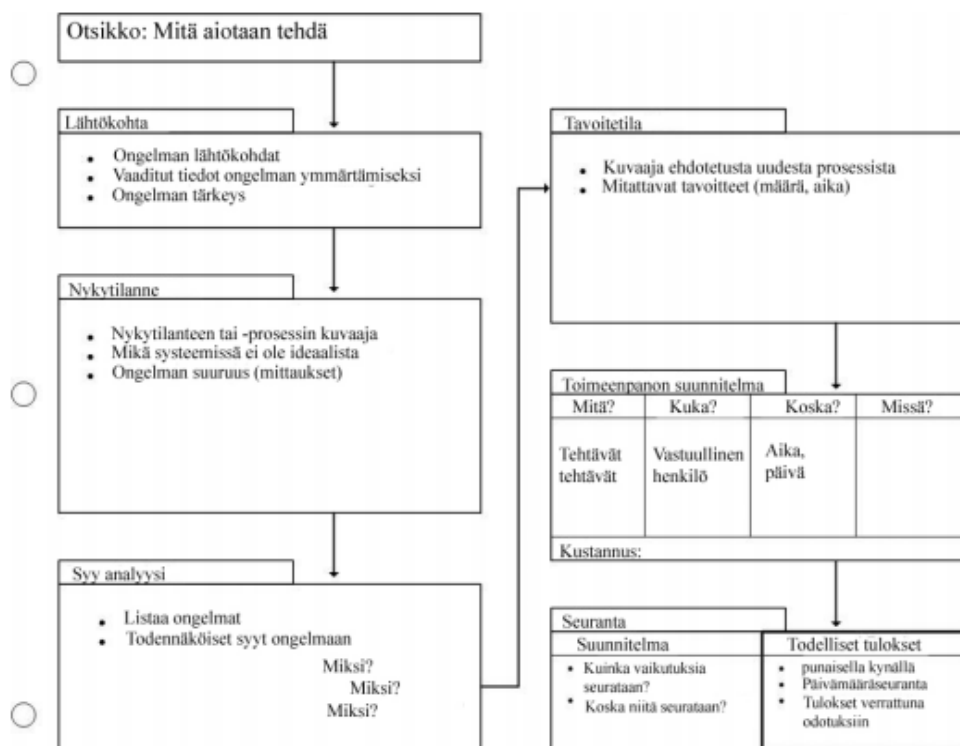 Otsikko: Mitä aiotaan tehdä
Lähtökohta
• Ongelman lähtökohdat
• Vaaditut tiedot ongelman ymmärtämiseksi
• Ongelman tärkeys
Nykytilanne
• Nykytilanteen tai -prosessin kuvaaja
• Mikä systeemissä ei ole ideaalista
• Ongelman suuruus (mittaukset)
Syy analyysi
• Listaa ongelmat
• Todennäköiset syyt ongelmaan
Miksi?
Miksi?
Miksi?
Tavoitetila
• Kuvaaja ehdotetusta uudesta prosessista
• Mitattavat tavoitteet (määrä, aika)
Toimeenpanon suunnitelma
Mitä? Kuka? Koska? Missä?
Tehtävät Vastuullinen Aika,
tehtävät henkilö päivä
Kustannus:
Seuranta
Suunnitelma
• Kuinka vaikutuksia
seurataan?
• Koska niitä seurataan?
Todelliset tulokset
• punaisella kynällä
• Päivämääräseuranta
• Tulokset verrattuna
odotuksiin